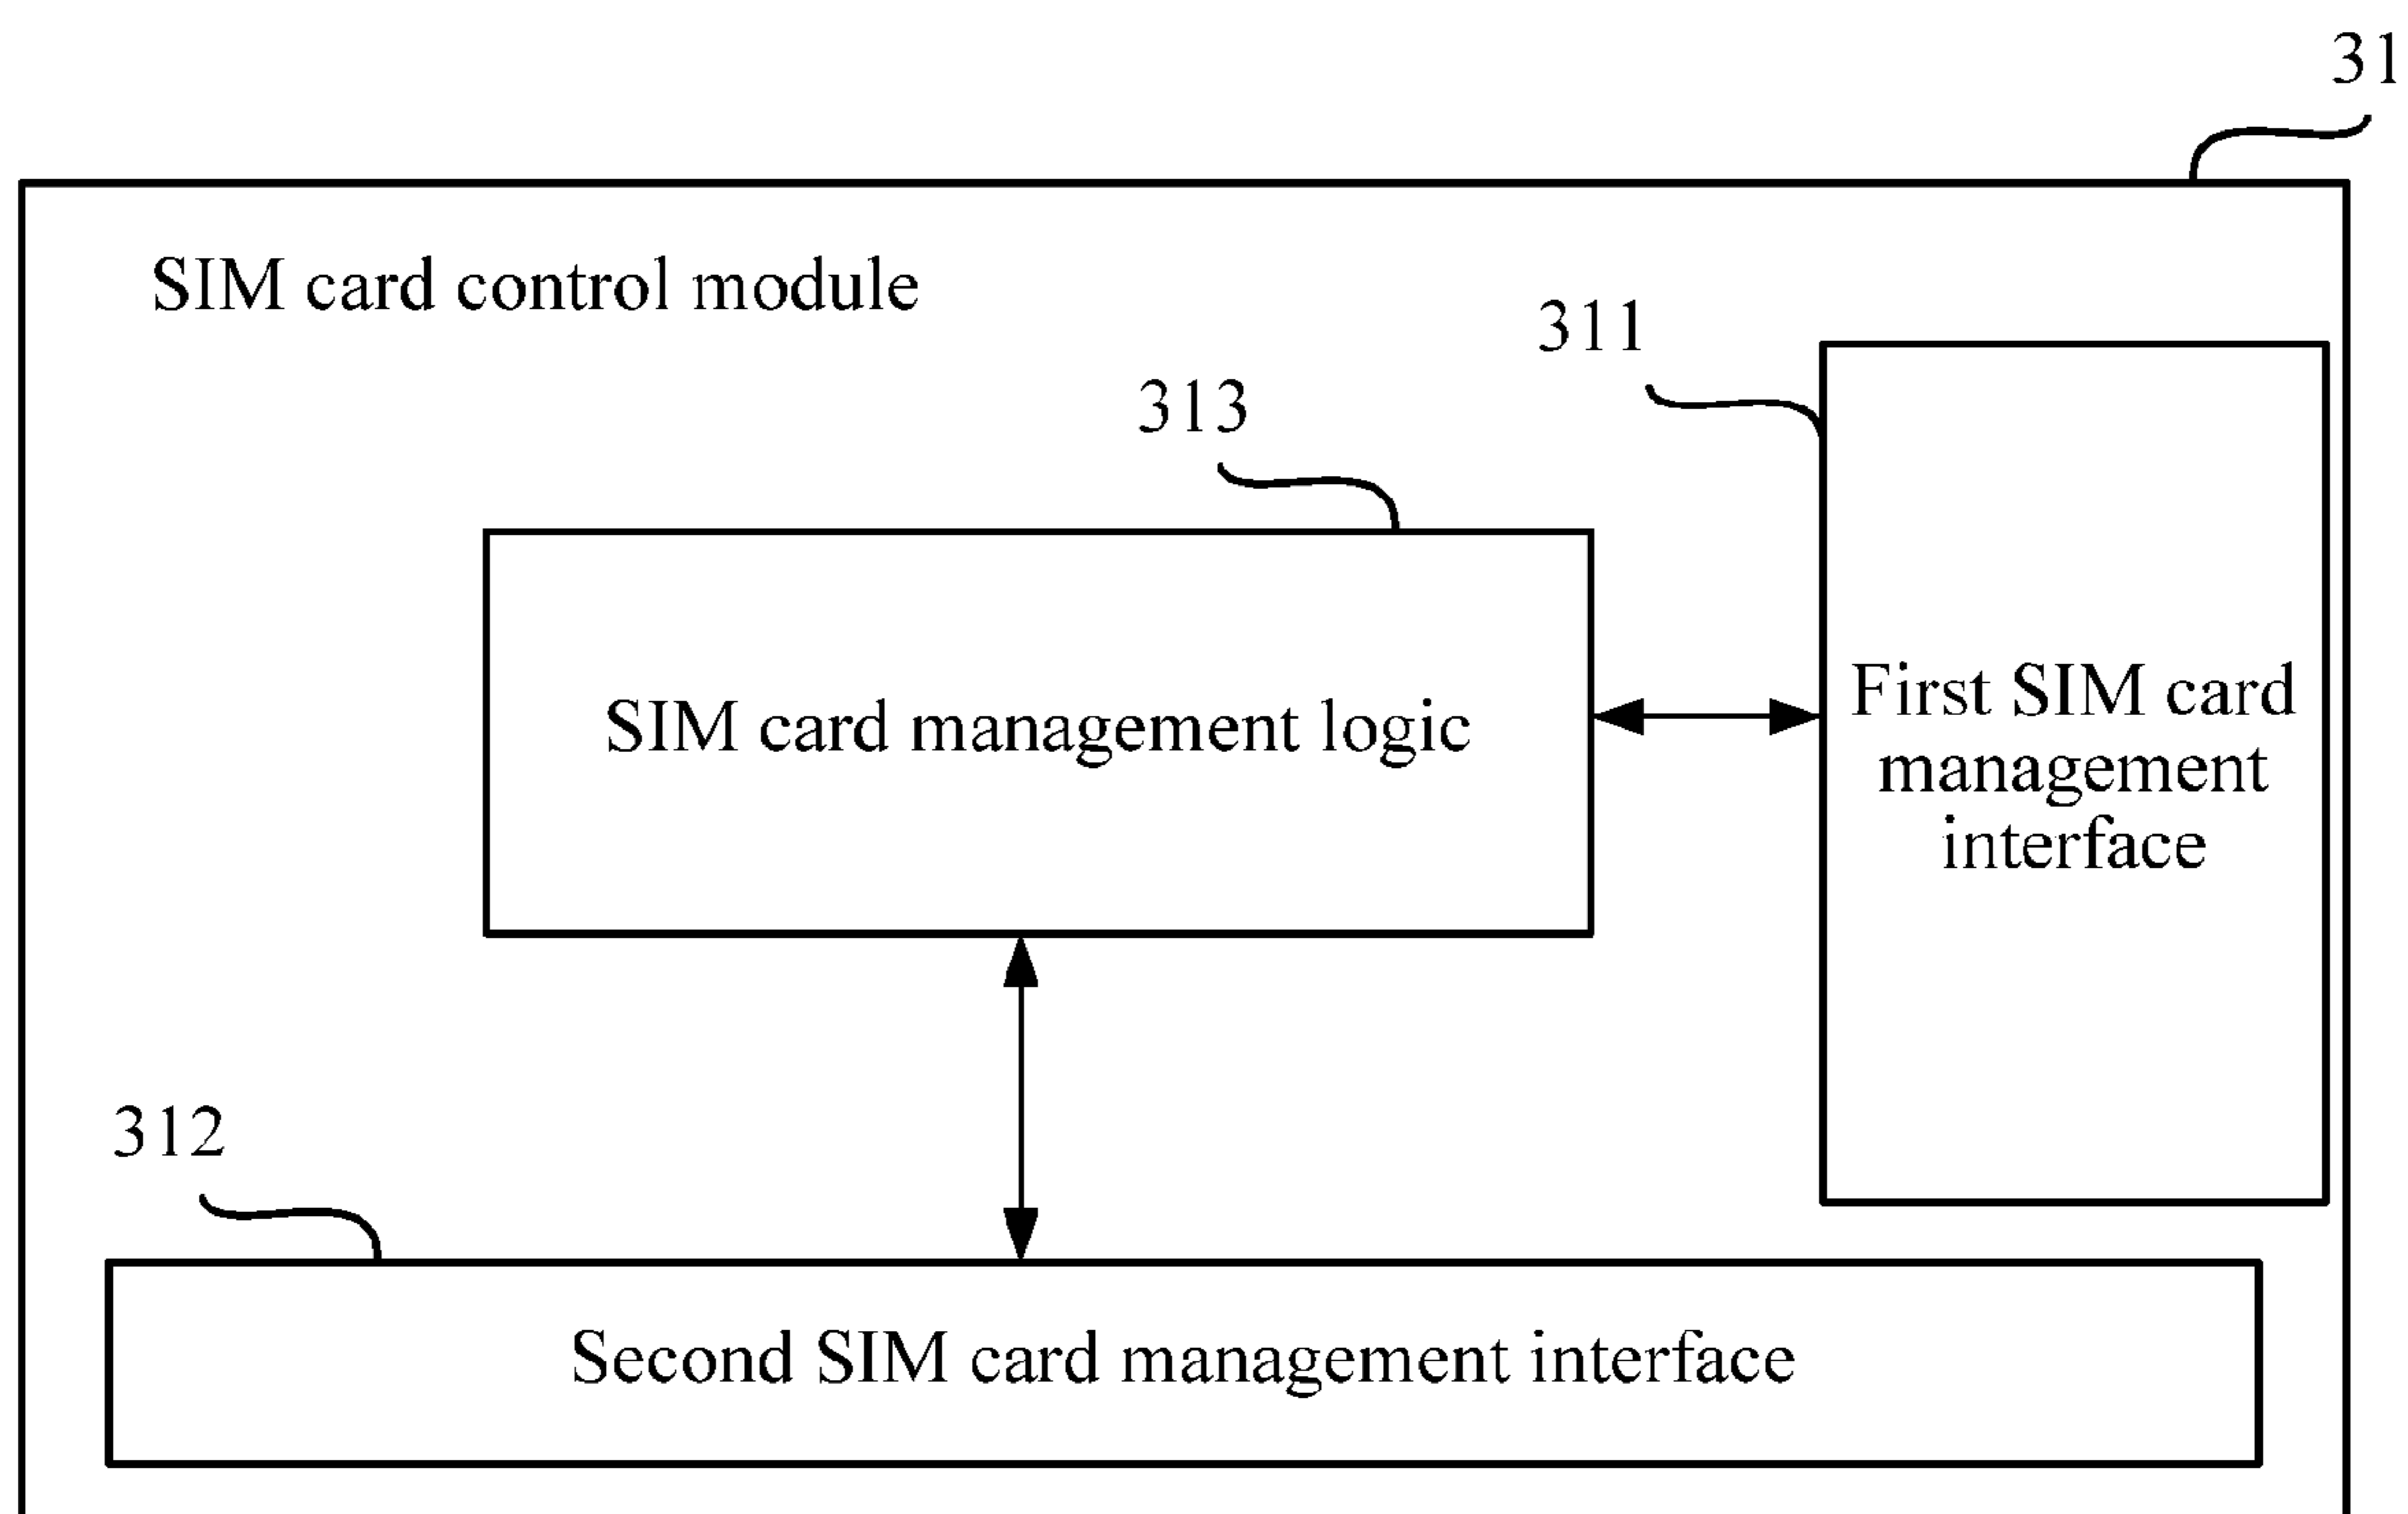 31
SIM card control module
311
313
First SIM card
management
interface
SIM card management logic
312
Second SIM card management interface